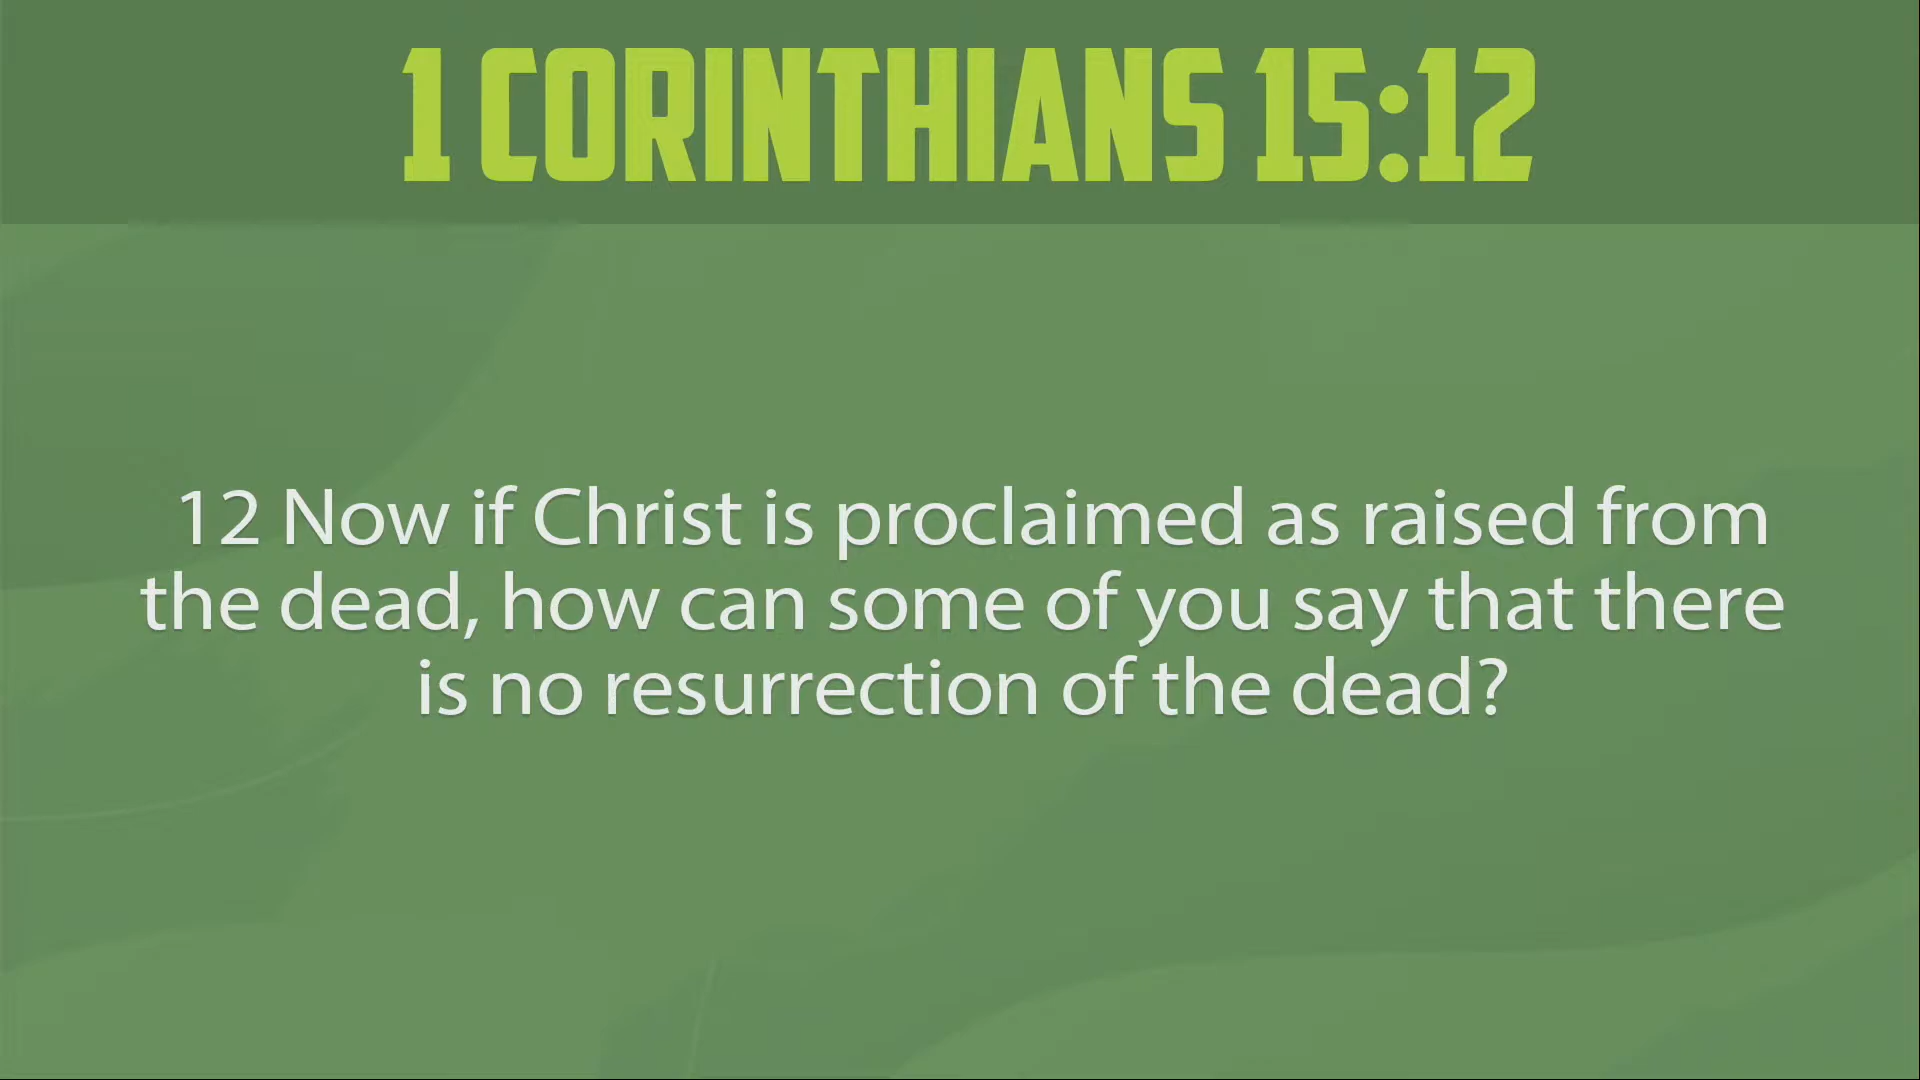 1 CORINTHIANS 15:12
12 Now if Christ is proclaimed as raised from
the dead, how can some of you say that there
is no resurrection of the dead?